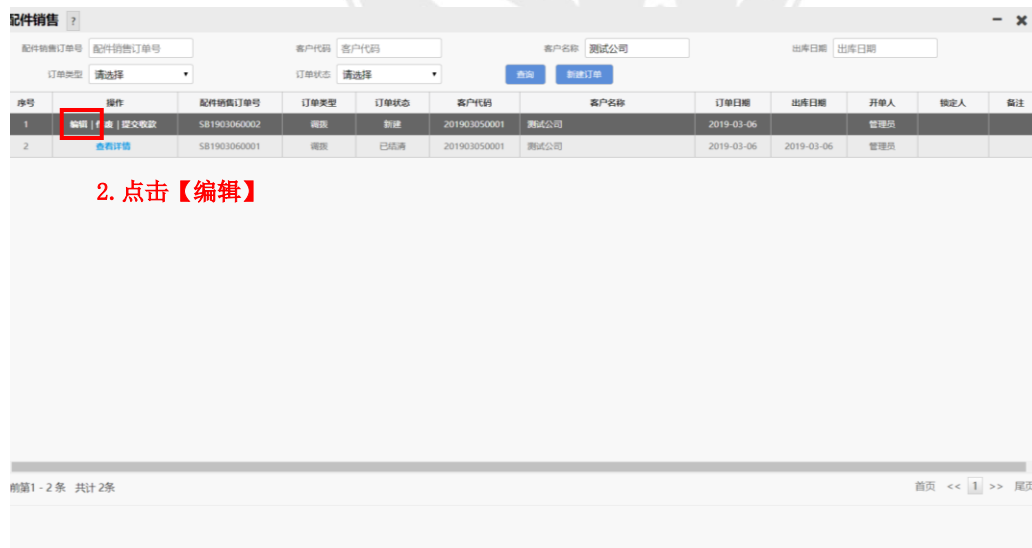 配件销售 ?
配件销售订单号 配件销售订单号 客户代码 客户代码 客户名称 测试公司 出库日期 出库日期
订单类型 请选择 订单状态 请选择 查询 新建订单
序号 操作 配件销售订单号 订单类型 订单状态 客户代码 客户名称 订单日期 出库日期 开单人 锁定人 备注
1 编辑 | 作废 | 提交收款 SB1903060002 调拨 新建 201903050001 测试公司 2019-03-06 管理员
2 查看详情 SB1903060001 调拨 已结清 201903050001 测试公司 2019-03-06 2019-03-06 管理员
2.点击【编辑】
前第1 - 2 条 共计 2条 首页 << 1 >> 尾页